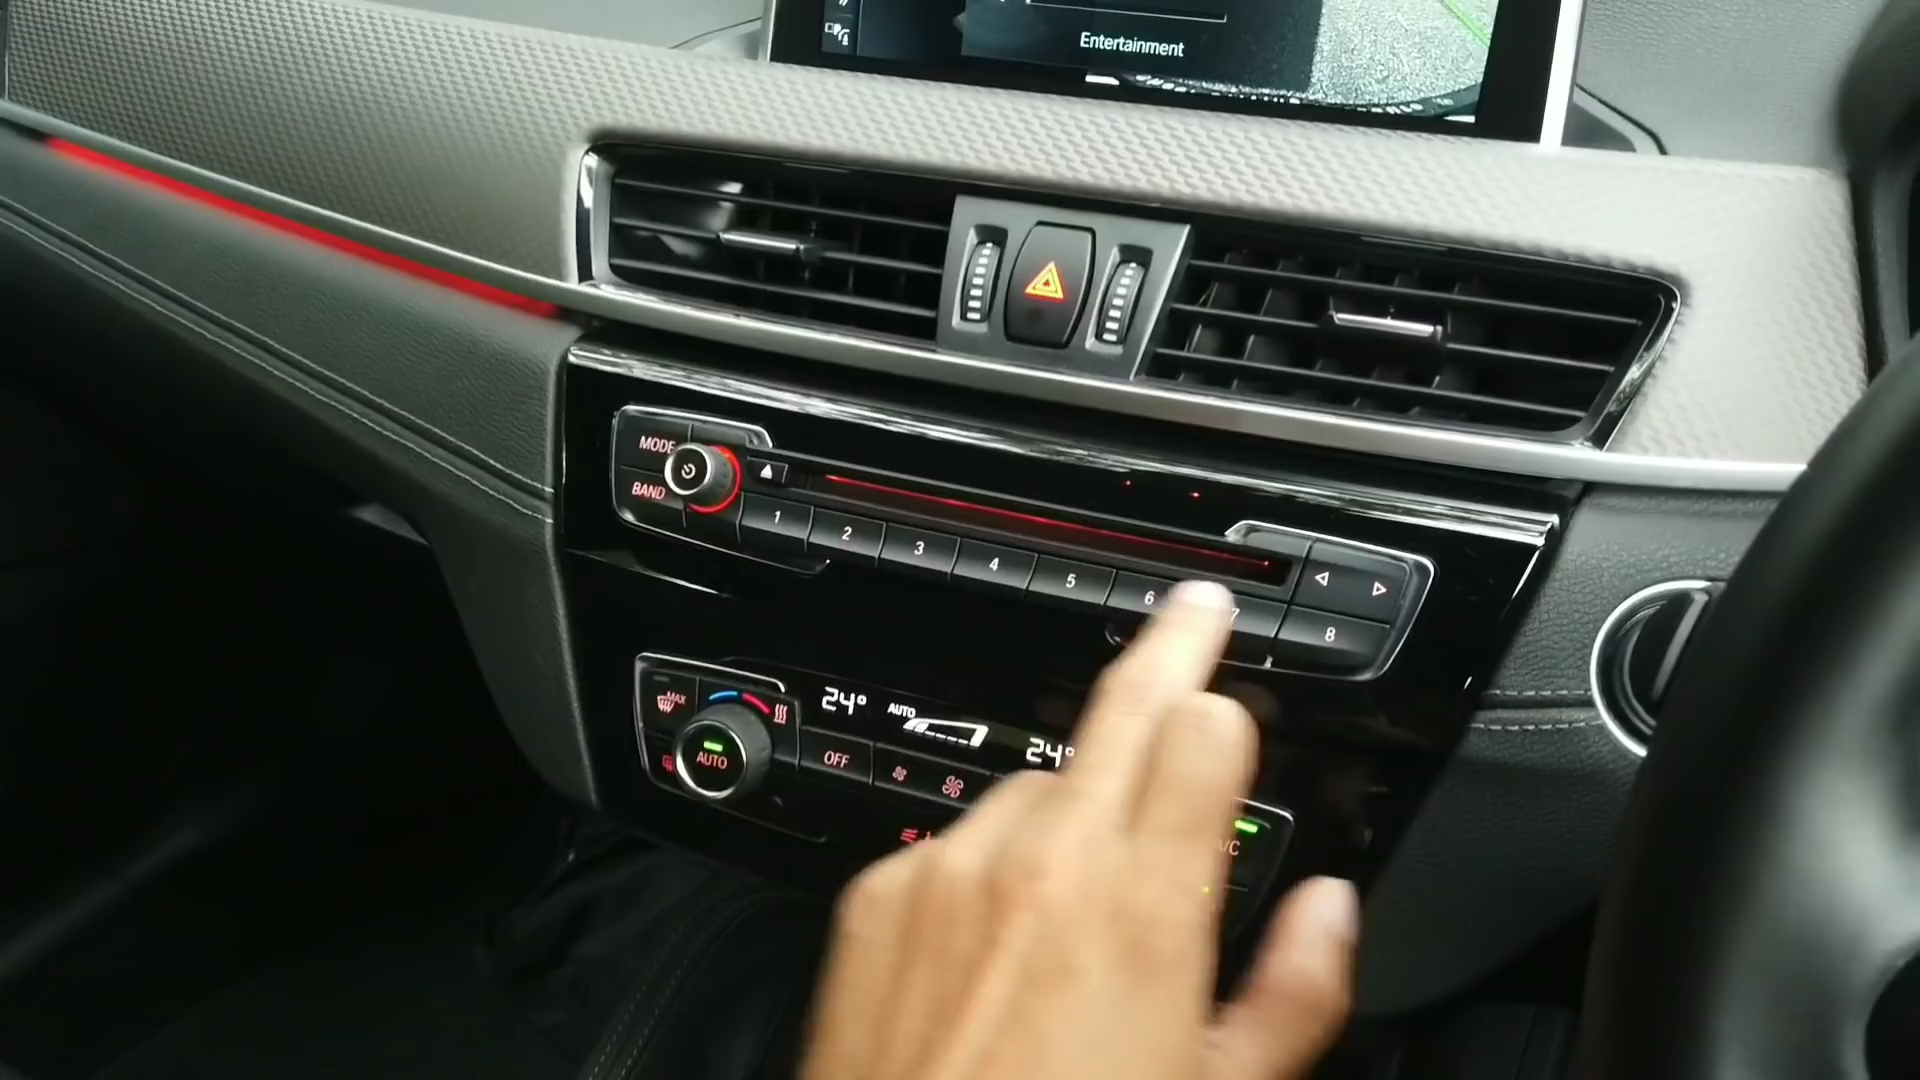 Entertainment
MODE
BAND
1
2
3
4
5
6
7
8
MAX
24°
AUTO
24°
AUTO
OFF
A/C